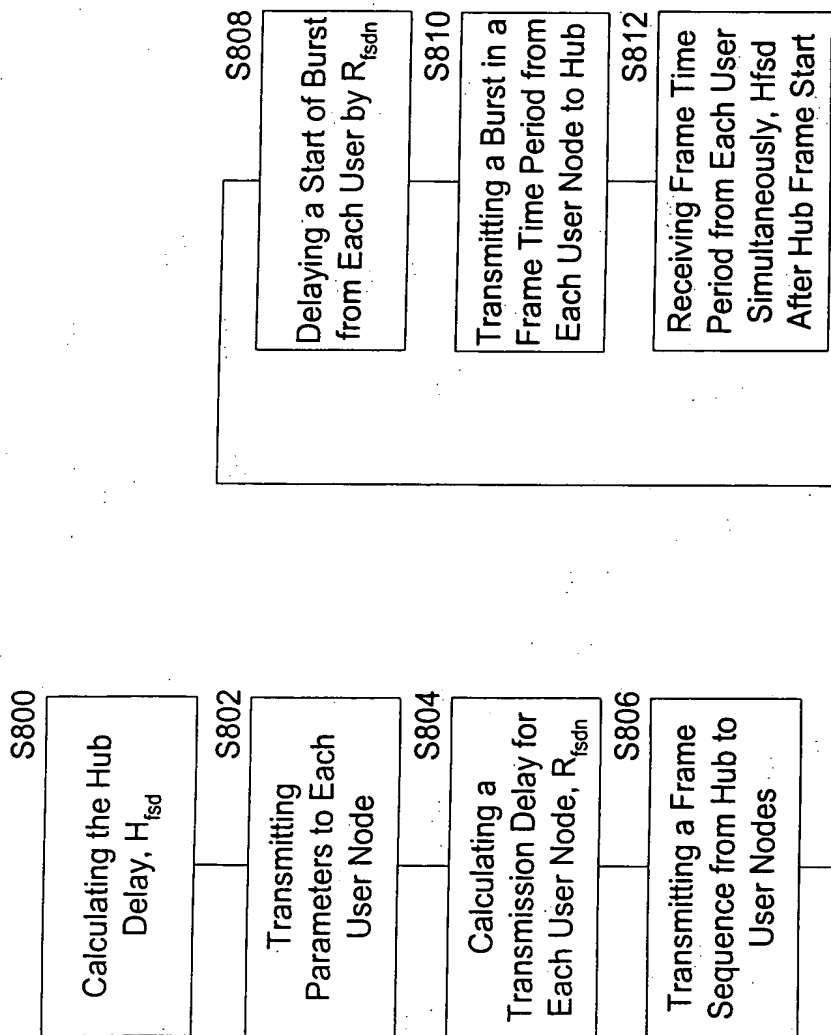 S800
Calculating the Hub
Delay, Hfsd
S802
Transmitting
Parameters to Each
User Node
S804
Calculating a
Transmission Delay for
Each User Node, Rfsdn
S806
Transmitting a Frame
Sequence from Hub to
User Nodes
S808
Delaying a Start of Burst
from Each User by Rfsdn
S810
Transmitting a Burst in a
Frame Time Period from
Each User Node to Hub
S812
Receiving Frame Time
Period from Each User
Simultaneously, Hfsd
After Hub Frame Start